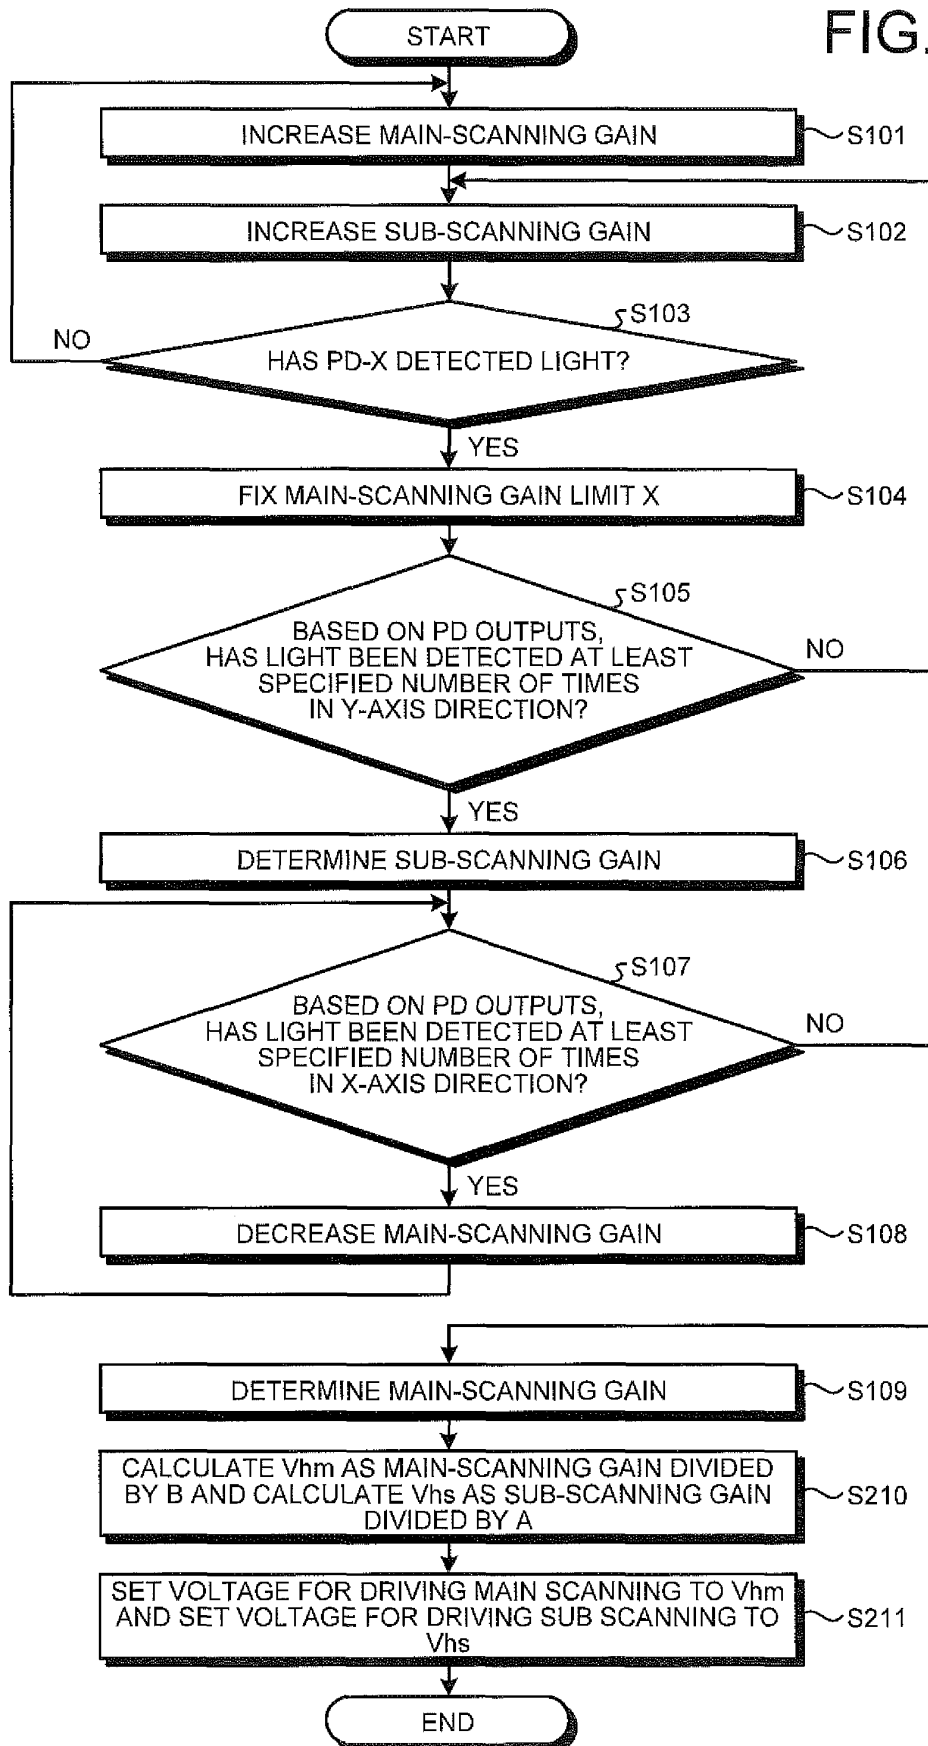 START
FIG.
INCREASE MAIN-SCANNING GAIN
S101
INCREASE SUB-SCANNING GAIN
S102
S103
NO
HAS PD-X DETECTED LIGHT?
YES
FIX MAIN-SCANNING GAIN LIMIT X
S104
S105
BASED ON PD OUTPUTS,
HAS LIGHT BEEN DETECTED AT LEAST
SPECIFIED NUMBER OF TIMES
IN Y-AXIS DIRECTION?
NO
YES
DETERMINE SUB-SCANNING GAIN
S106
S107
BASED ON PD OUTPUTS,
HAS LIGHT BEEN DETECTED AT LEAST
SPECIFIED NUMBER OF TIMES
IN X-AXIS DIRECTION?
NO
YES
DECREASE MAIN-SCANNING GAIN
S108
DETERMINE MAIN-SCANNING GAIN
S109
CALCULATE Vhm AS MAIN-SCANNING GAIN DIVIDED
BY B AND CALCULATE Vhs AS SUB-SCANNING GAIN
DIVIDED BY A
S210
SET VOLTAGE FOR DRIVING MAIN SCANNING TO Vhm
AND SET VOLTAGE FOR DRIVING SUB SCANNING TO
Vhs
S211
END